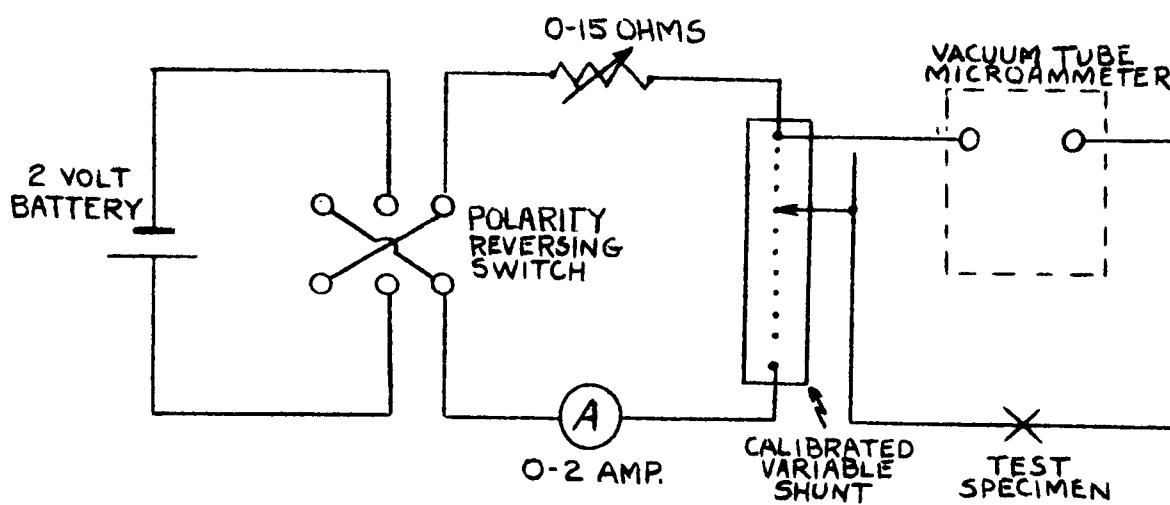 0-15 OHMS
VACUUM TUBE
MICROAMMETER
2 VOLT
BATTERY
POLARITY
REVERSING
SWITCH
A
0-2 AMP.
CALIBRATED
VARIABLE
SHUNT
TEST
SPECIMEN